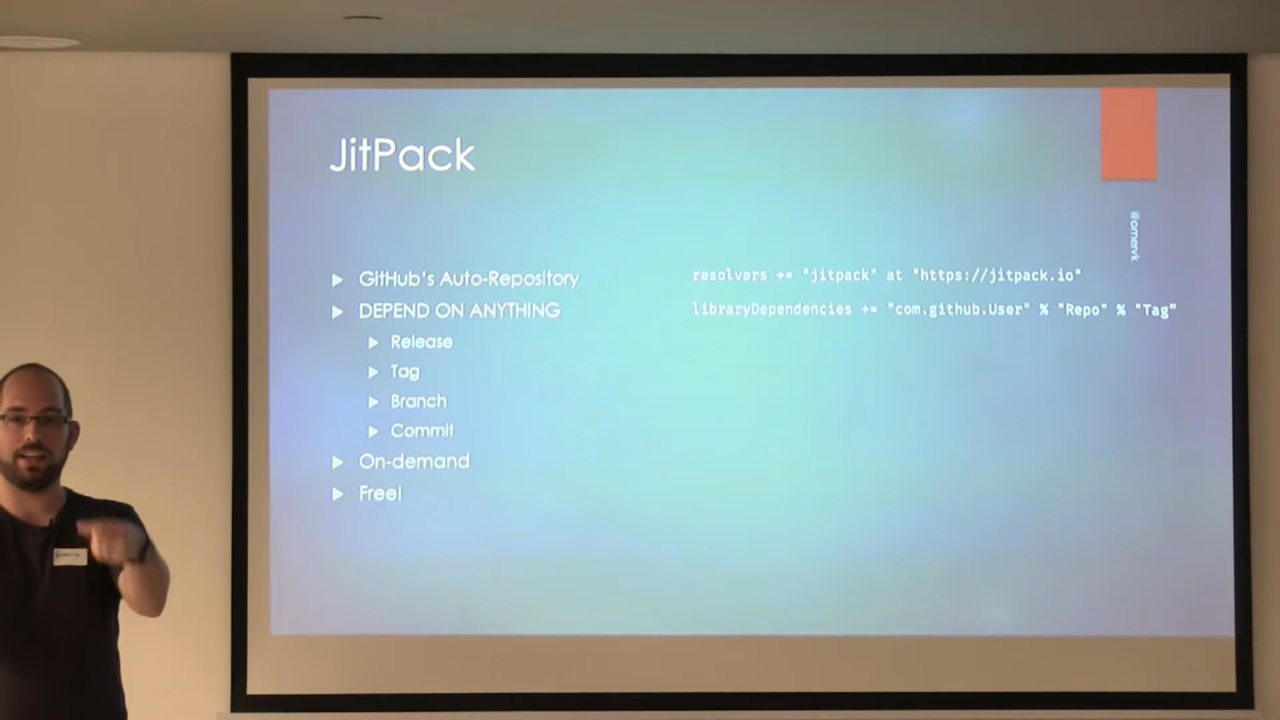 JitPack
@omervk
GitHub's Auto-Repository
DEPEND ON ANYTHING
Release
Tag
Branch
Commit
On-demand
Free!
resolvers += "jitpack" at "https://jitpack.io"
libraryDependencies += "com.github.User" % "Repo" % "Tag"